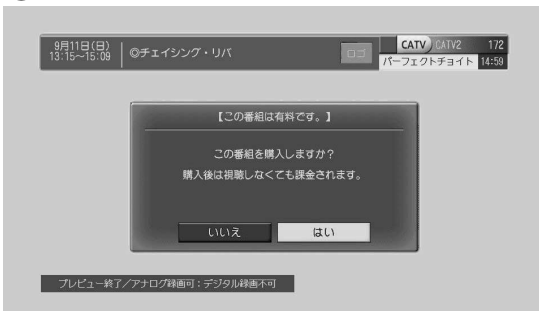 9月11日(日)
13:15～15:09
◎チェイシング・リバ
ロゴ
CATV CATV2 172
パーフェクトチョイト 14:59
【この番組は有料です。】
この番組を購入しますか?
購入後は視聴しなくても課金されます。
いいえ はい
プレビュー終了/アナログ録画可：デジタル録画不可